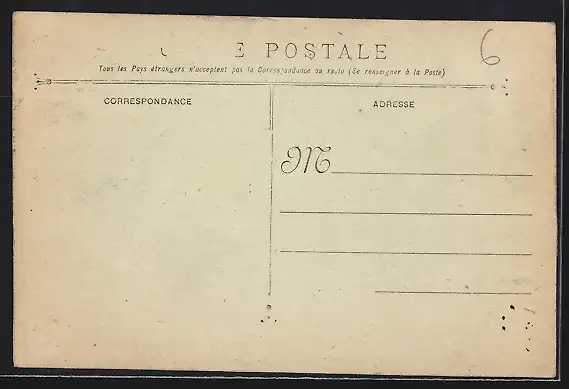 E POSTALE
6
Tous les Pays étrangers n'acceptent pas la Correspondance au recto (Se renseigner à la Poste)
CORRESPONDANCE
ADRESSE
M